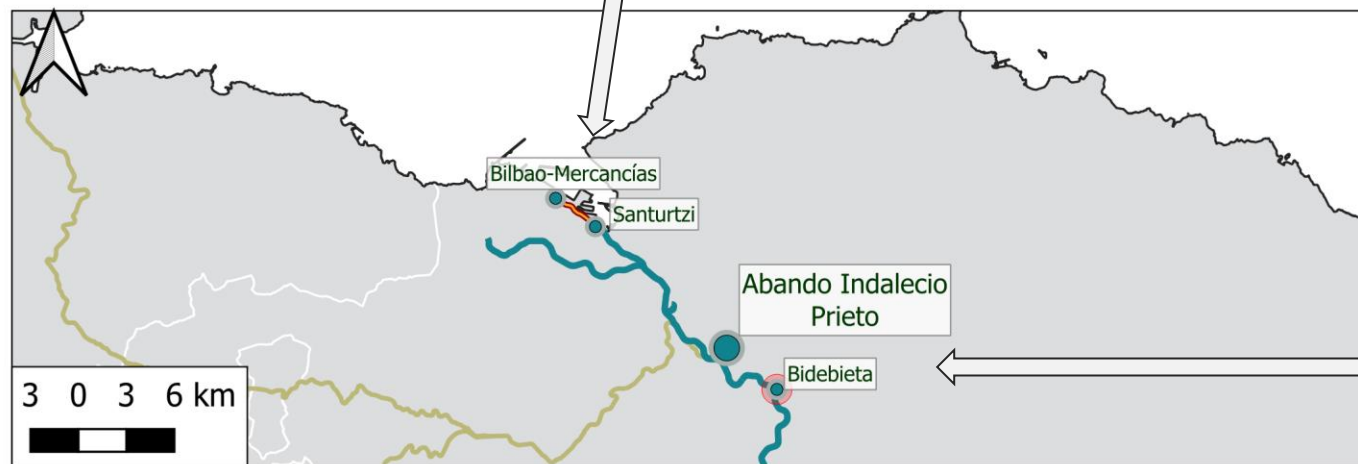 Bilbao-Mercancías
Santurtzi
Abando Indalecio
Prieto
Bidebieta
3 0 3 6 km